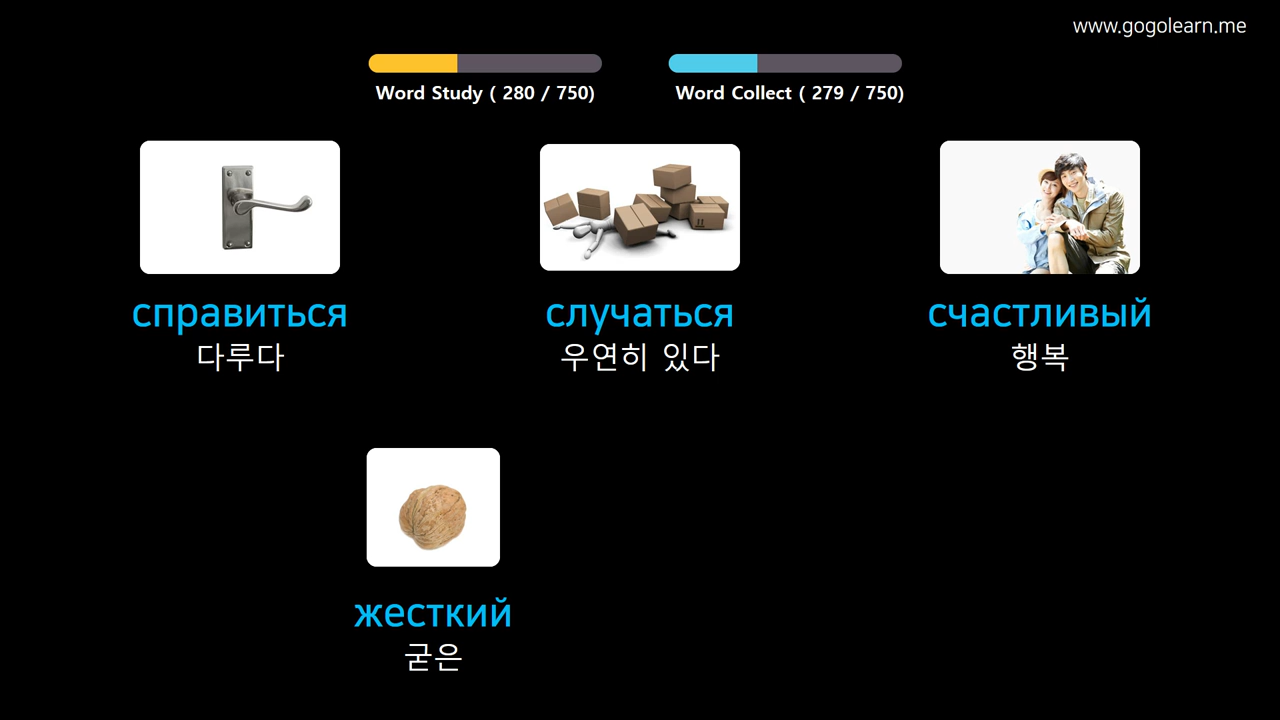 www.gogolearn.me
Word Study ( 280 / 750)
Word Collect ( 279 / 750)
справиться
다루다
случаться
우연히 있다
счастливый
행복
жесткий
굳은